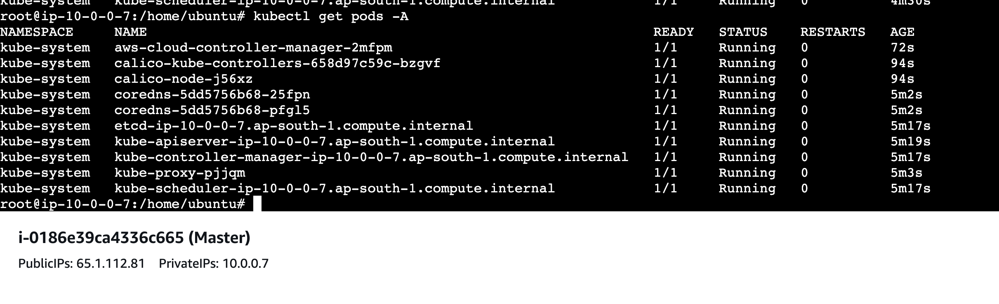 kube-system kube-scheduler-ip-10-0-0-7.ap-south-1.compute.internal 1/1 Running 0 4m30s
root@ip-10-0-0-7:/home/ubuntu# kubectl get pods -A
NAMESPACE NAME READY STATUS RESTARTS AGE
kube-system aws-cloud-controller-manager-2mfpm 1/1 Running 0 72s
kube-system calico-kube-controllers-658d97c59c-bzgvf 1/1 Running 0 94s
kube-system calico-node-j56xz 1/1 Running 0 94s
kube-system coredns-5dd5756b68-25fpn 1/1 Running 0 5m2s
kube-system coredns-5dd5756b68-pfgl5 1/1 Running 0 5m2s
kube-system etcd-ip-10-0-0-7.ap-south-1.compute.internal 1/1 Running 0 5m17s
kube-system kube-apiserver-ip-10-0-0-7.ap-south-1.compute.internal 1/1 Running 0 5m19s
kube-system kube-controller-manager-ip-10-0-0-7.ap-south-1.compute.internal 1/1 Running 0 5m17s
kube-system kube-proxy-pjjqm 1/1 Running 0 5m3s
kube-system kube-scheduler-ip-10-0-0-7.ap-south-1.compute.internal 1/1 Running 0 5m17s
root@ip-10-0-0-7:/home/ubuntu#
i-0186e39ca4336c665 (Master)
PublicIPs: 65.1.112.81 PrivateIPs: 10.0.0.7